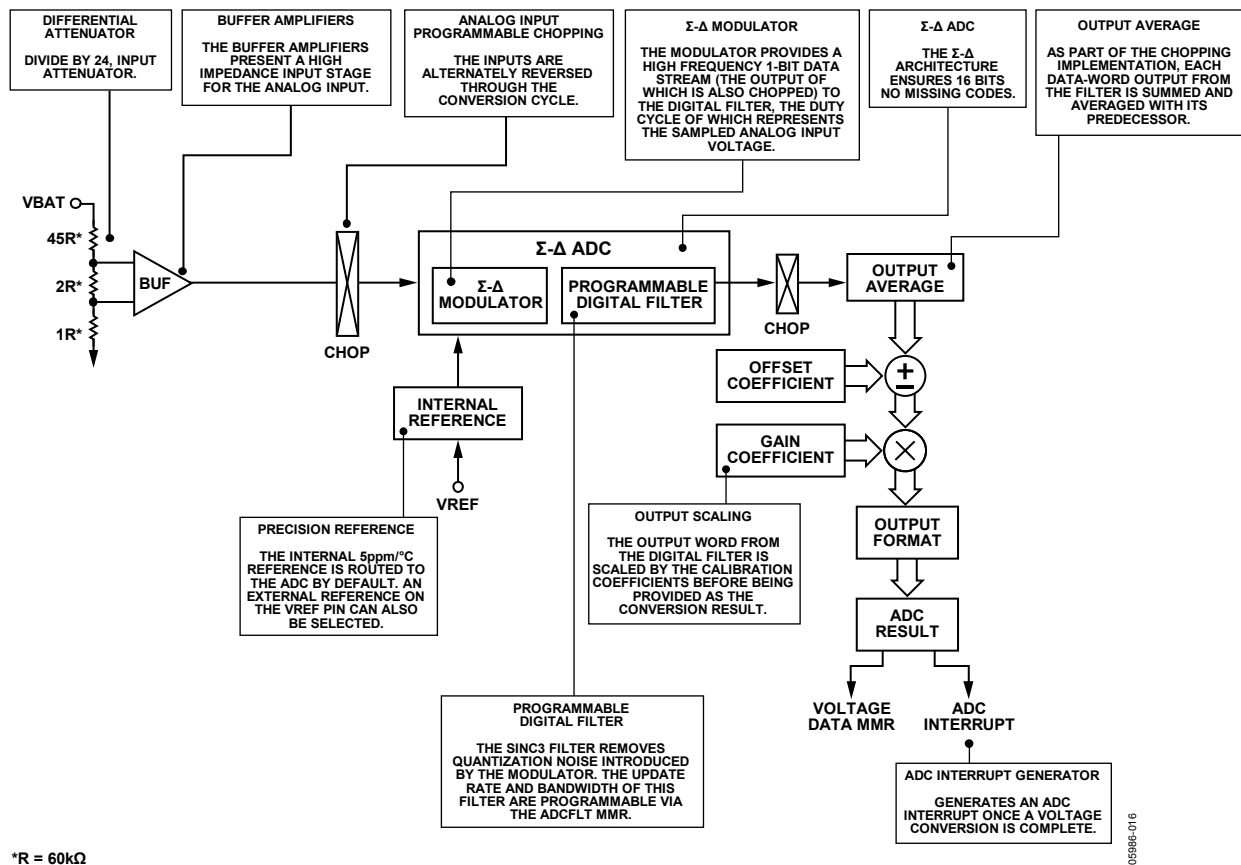 DIFFERENTIAL
ATTENUATOR
DIVIDE BY 24, INPUT
ATTENUATOR.
BUFFER AMPLIFIERS
THE BUFFER AMPLIFIERS
PRESENT A HIGH
IMPEDANCE INPUT STAGE
FOR THE ANALOG INPUT.
ANALOG INPUT
PROGRAMMABLE CHOPPING
THE INPUTS ARE
ALTERNATELY REVERSED
THROUGH THE
CONVERSION CYCLE.
Σ-Δ MODULATOR
THE MODULATOR PROVIDES A
HIGH FREQUENCY 1-BIT DATA
STREAM (THE OUTPUT OF
WHICH IS ALSO CHOPPED) TO
THE DIGITAL FILTER, THE DUTY
CYCLE OF WHICH REPRESENTS
THE SAMPLED ANALOG INPUT
VOLTAGE.
Σ-Δ ADC
THE Σ-Δ
ARCHITECTURE
ENSURES 16 BITS
NO MISSING CODES.
OUTPUT AVERAGE
AS PART OF THE CHOPPING
IMPLEMENTATION, EACH
DATA-WORD OUTPUT FROM
THE FILTER IS SUMMED AND
AVERAGED WITH ITS
PREDECESSOR.
VBAT
45R*
2R*
1R*
BUF
CHOP
Σ-Δ ADC
Σ-Δ
MODULATOR
PROGRAMMABLE
DIGITAL FILTER
CHOP
OUTPUT
AVERAGE
OFFSET
COEFFICIENT
±
INTERNAL
REFERENCE
VREF
GAIN
COEFFICIENT
×
PRECISION REFERENCE
THE INTERNAL 5ppm/°C
REFERENCE IS ROUTED TO
THE ADC BY DEFAULT. AN
EXTERNAL REFERENCE ON
THE VREF PIN CAN ALSO
BE SELECTED.
OUTPUT SCALING
THE OUTPUT WORD FROM
THE DIGITAL FILTER IS
SCALED BY THE CALIBRATION
COEFFICIENTS BEFORE BEING
PROVIDED AS THE
CONVERSION RESULT.
OUTPUT
FORMAT
ADC
RESULT
VOLTAGE
DATA MMR
ADC
INTERRUPT
PROGRAMMABLE
DIGITAL FILTER
THE SINC3 FILTER REMOVES
QUANTIZATION NOISE INTRODUCED
BY THE MODULATOR. THE UPDATE
RATE AND BANDWIDTH OF THIS
FILTER ARE PROGRAMMABLE VIA
THE ADCFLT MMR.
ADC INTERRUPT GENERATOR
GENERATES AN ADC
INTERRUPT ONCE A VOLTAGE
CONVERSION IS COMPLETE.
*R = 60kΩ
05986-016